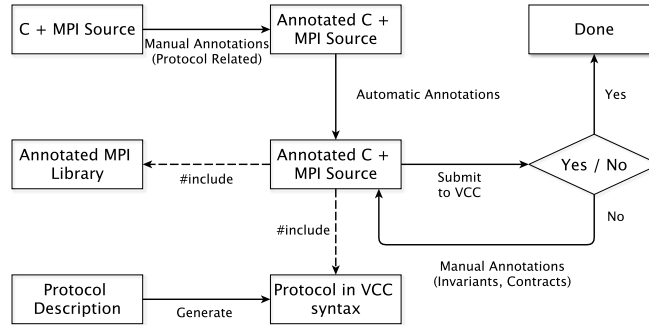 C + MPI Source
Manual Annotations
(Protocol Related)
Annotated C +
MPI Source
Done
Automatic Annotations
Yes
Annotated MPI
Library
#include
Annotated C +
MPI Source
Submit
to VCC
Yes / No
No
#include
Manual Annotations
(Invariants, Contracts)
Protocol
Description
Generate
Protocol in VCC
syntax